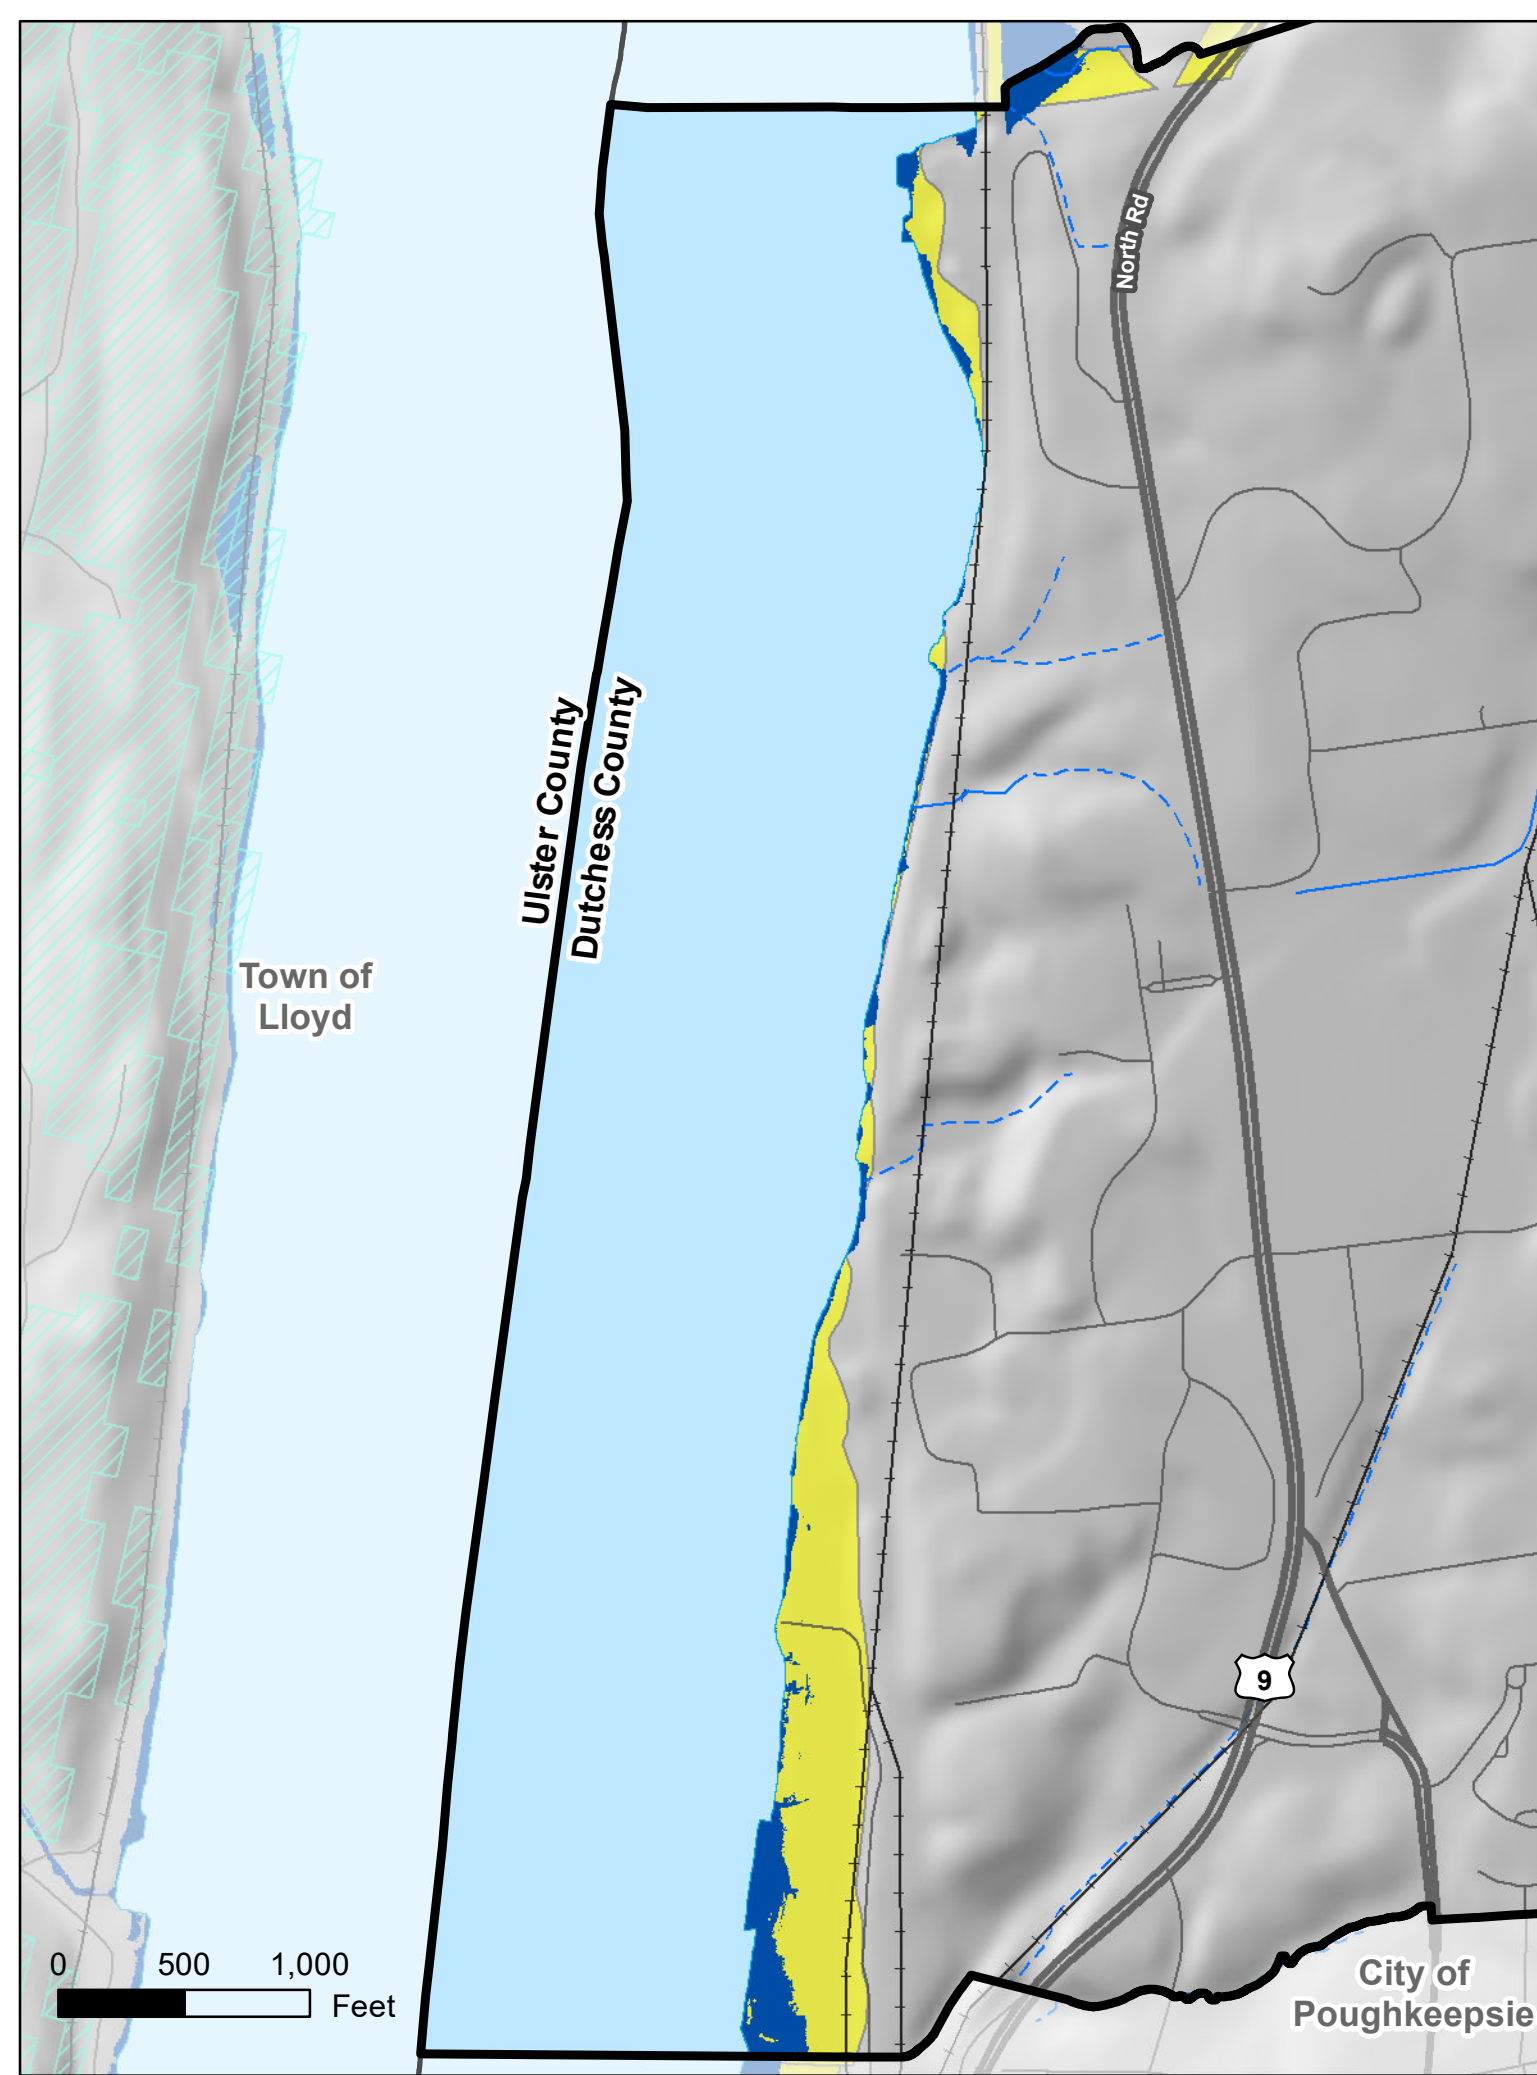 North Rd
Ulster County
Dutchess County
Town of
Lloyd
9
0 500 1,000
Feet
City of
Poughkeepsie